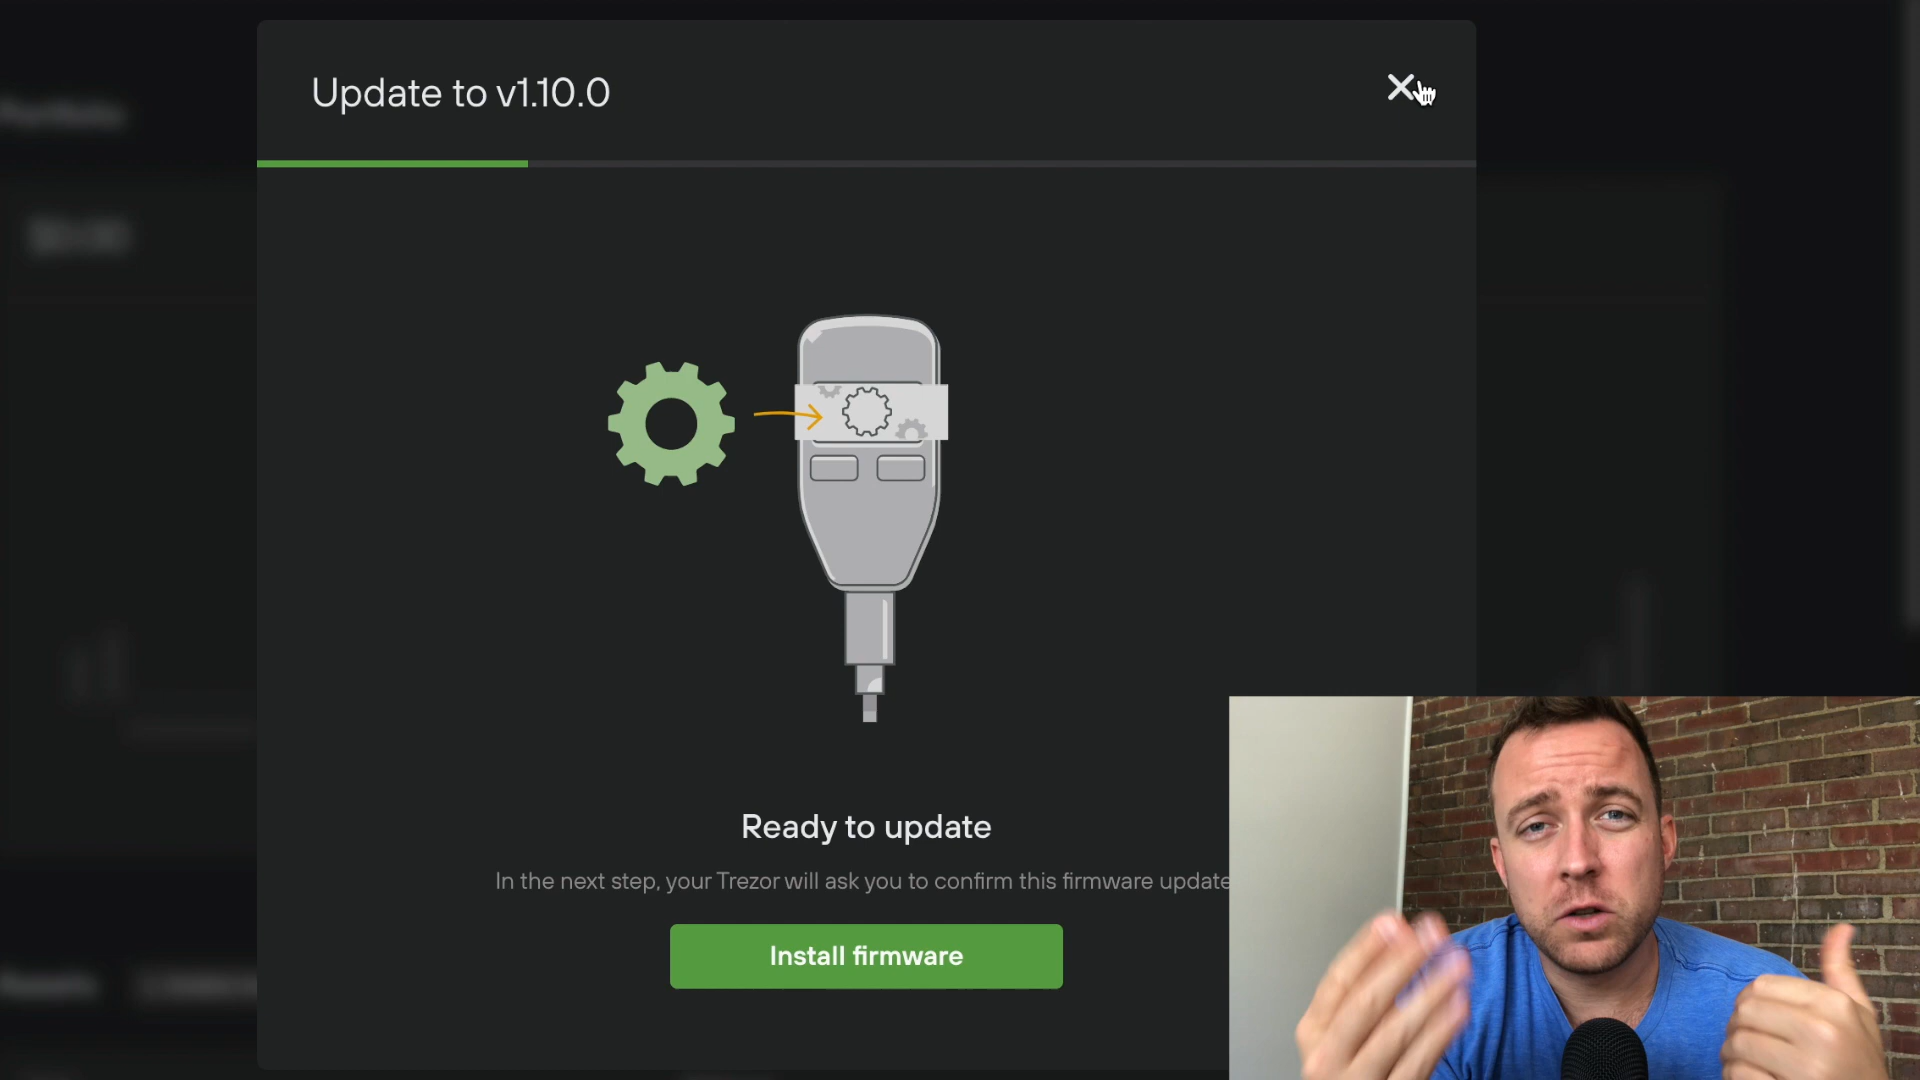 Update to v1.10.0
Ready to update
In the next step, your Trezor will ask you to confirm this firmware update
Install firmware